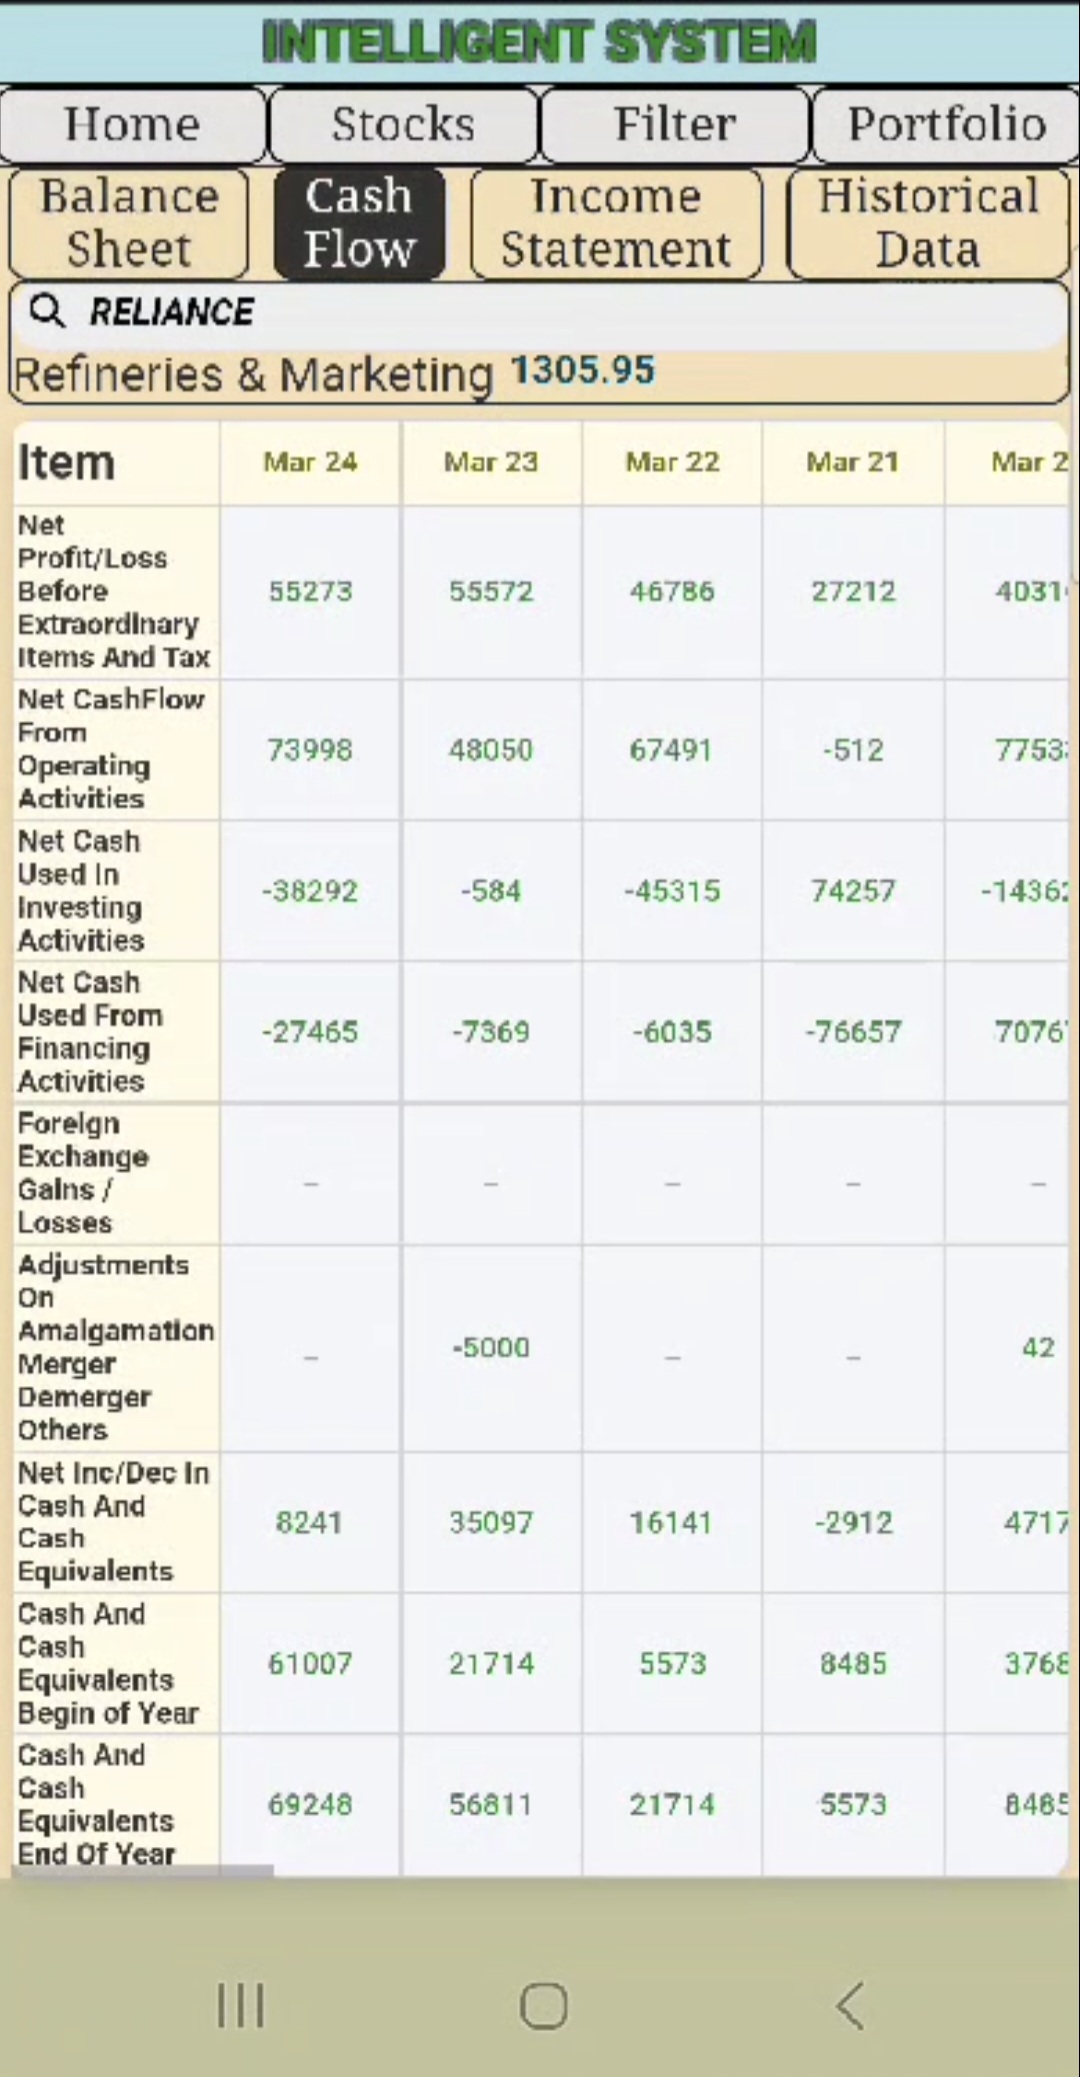 INTELLIGENT SYSTEM
Home Stocks Filter Portfolio
Balance Sheet Cash Flow Income Statement Historical Data
RELIANCE
Refineries & Marketing 1305.95
Item Mar 24 Mar 23 Mar 22 Mar 21 Mar 2
Net Profit/Loss Before Extraordinary Items And Tax 55273 55572 46786 27212 4031
Net CashFlow From Operating Activities 73998 48050 67491 -512 7753
Net Cash Used In Investing Activities -38292 -584 -45315 74257 -1436
Net Cash Used From Financing Activities -27465 -7369 -6035 -76657 7076
Foreign Exchange Gains / Losses _ _ _ _ _
Adjustments On Amalgamation Merger Demerger Others _ -5000 _ _ 42
Net Inc/Dec In Cash And Cash Equivalents 8241 35097 16141 -2912 4717
Cash And Cash Equivalents Begin of Year 61007 21714 5573 8485 3768
Cash And Cash Equivalents End Of Year 69248 56811 21714 5573 8485